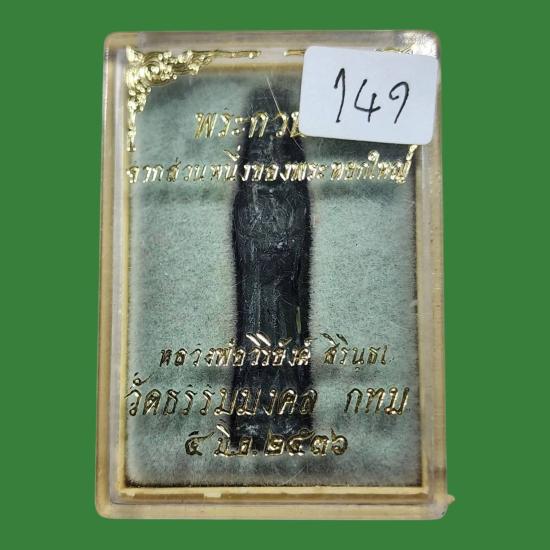 149
จากส่วนหนึ่งของพระหยกใหญ่
หลวงพ่อวิริยังค์ สิรินฺธโ
วัดธรรมมงคล กทม
๕ มี.ค. ๒๕๓๖